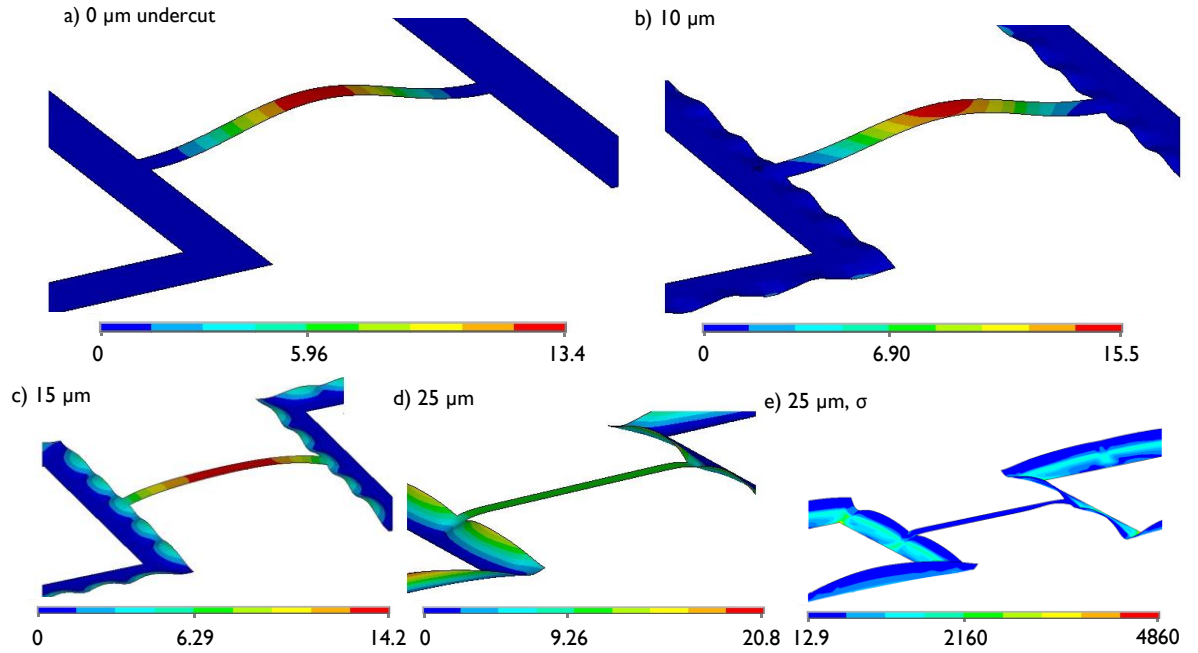 a) 0 µm undercut
b) 10 µm
0 5.96 13.4
0 6.90 15.5
c) 15 µm
d) 25 µm
e) 25 µm, σ
0 6.29 14.2
0 9.26 20.8
12.9 2160 4860